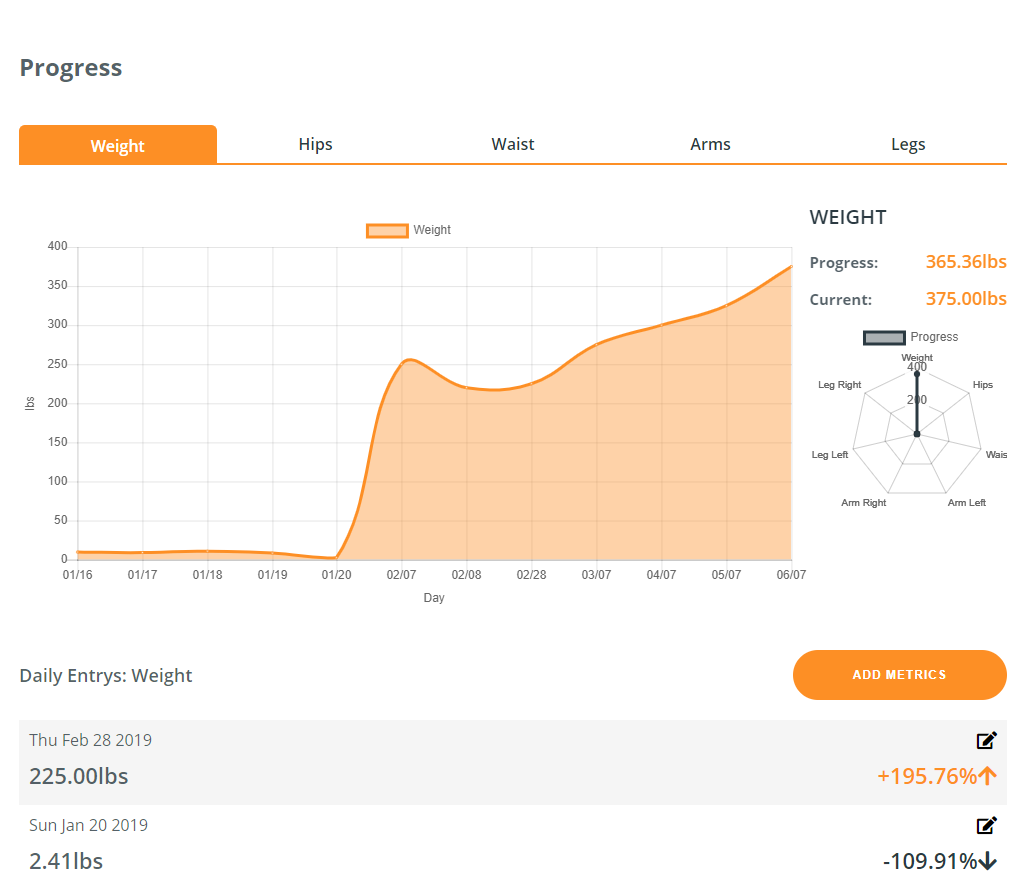 Progress
Weight Hips Waist Arms Legs
WEIGHT
Progress: 365.36lbs
Current: 375.00lbs
Weight
400
350
300
250
200
150
100
50
0
lbs
01/16 01/17 01/18 01/19 01/20 02/07 02/08 02/28 03/07 04/07 05/07 06/07
Day
Progress
Weight
400
Leg Right Hips
200
Leg Left Wais
Arm Right Arm Left
Daily Entrys: Weight
ADD METRICS
Thu Feb 28 2019
225.00lbs +195.76%
Sun Jan 20 2019
2.41lbs -109.91%